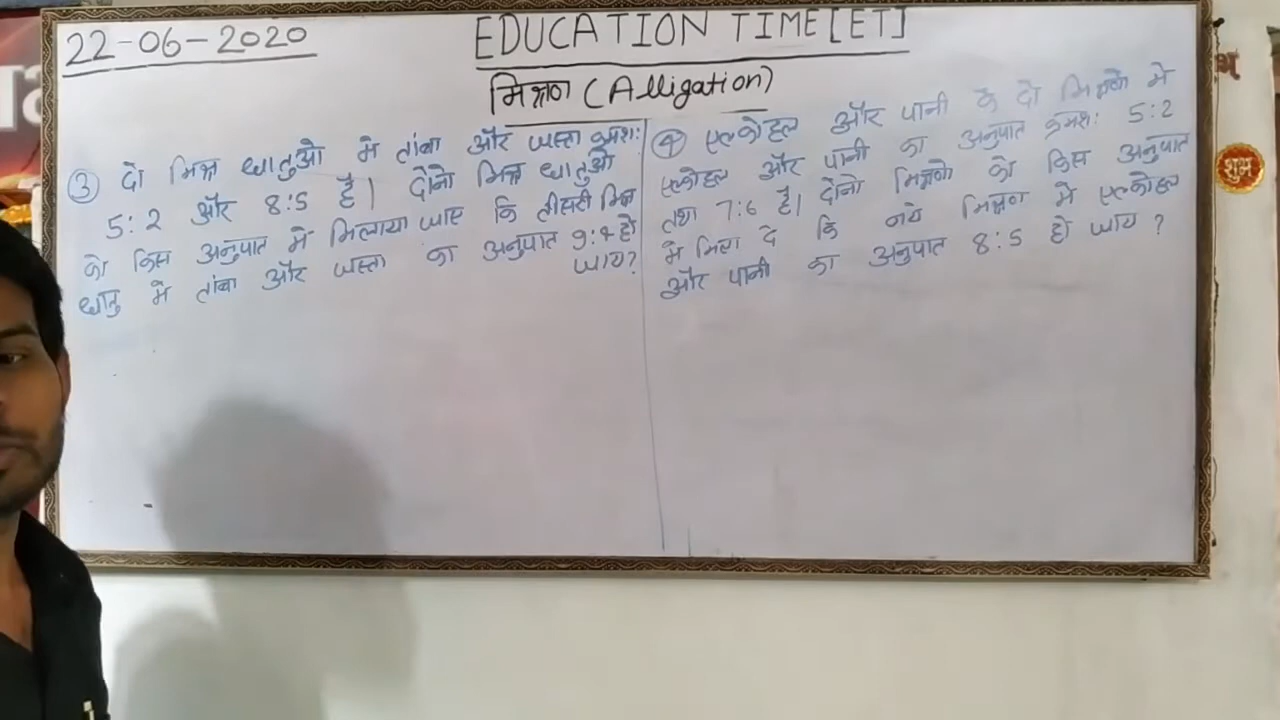 22-06-2020
EDUCATION TIME [ET]
मिश्रण (Alligation)
③ दो मिश्र धातुओ मे तांबा और जस्ता क्रमशः
5:2 और 8:5 है। दोनो मिश्र धातुओ
को किस अनुपात मे मिलाया जाए कि तीसरी मिश्र
धातु मे तांबा और जस्ता का अनुपात 9:4 हो
जाय?
④ एल्कोहल और पानी के दो मिश्रणो मे
एल्कोहल और पानी का अनुपात क्रमशः 5:2
तथा 7:6 है। दोनो मिश्रणो को किस अनुपात
मे मिला दे कि नये मिश्रण मे एल्कोहल
और पानी का अनुपात 8:5 हो जाय ?
शुभ